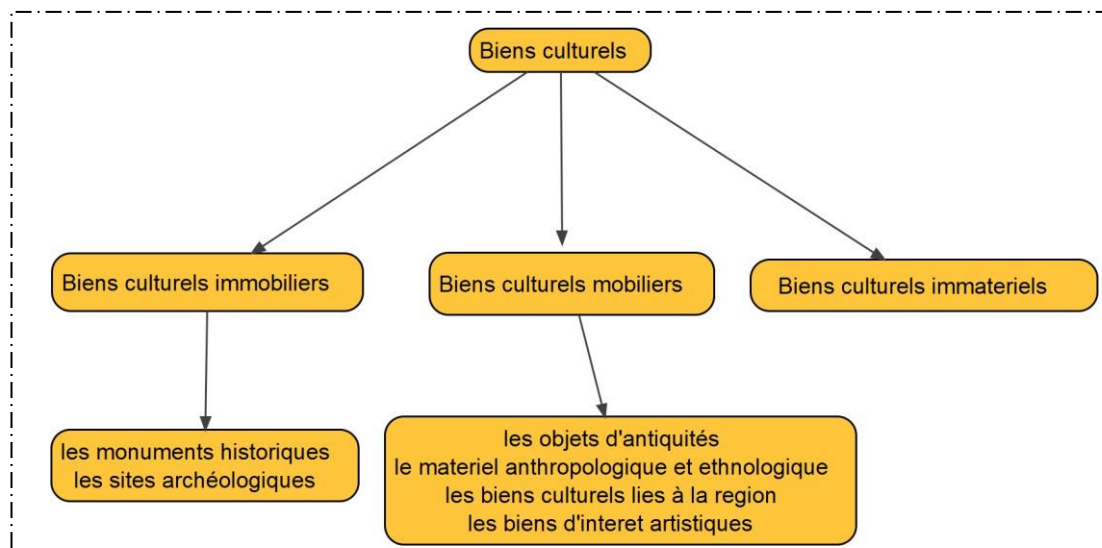 Biens culturels
Biens culturels immobiliers
Biens culturels mobiliers
Biens culturels immateriels
les monuments historiques
les sites archéologiques
les objets d'antiquités
le materiel anthropologique et ethnologique
les biens culturels lies à la region
les biens d'interet artistiques